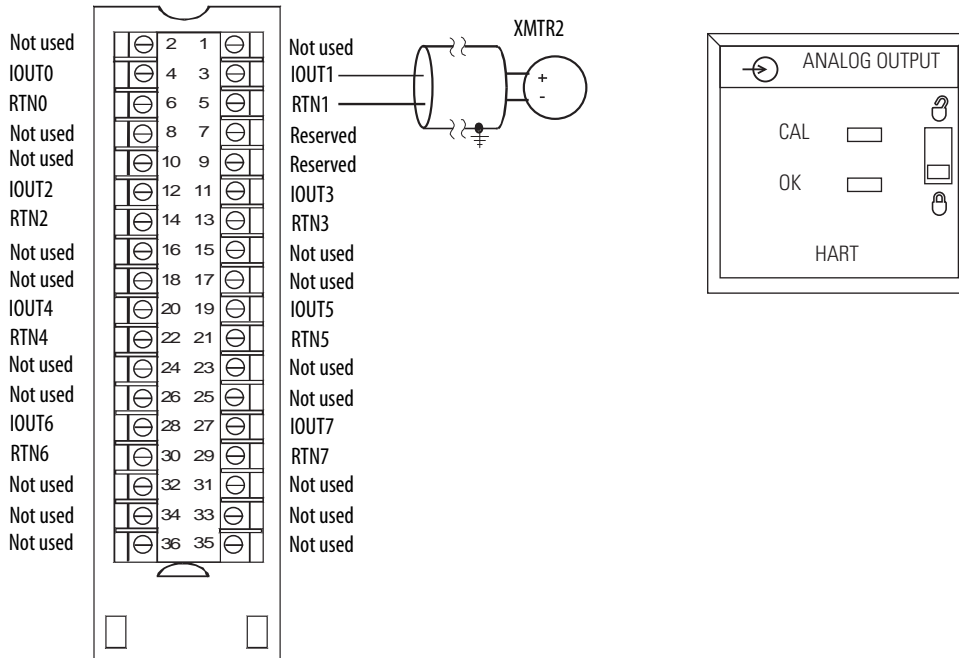 XMTR2
Not used 2 1 Not used
IOUT0 4 3 IOUT1
RTN0 6 5 RTN1
Not used 8 7 Reserved
Not used 10 9 Reserved
IOUT2 12 11 IOUT3
RTN2 14 13 RTN3
Not used 16 15 Not used
Not used 18 17 Not used
IOUT4 20 19 IOUT5
RTN4 22 21 RTN5
Not used 24 23 Not used
Not used 26 25 Not used
IOUT6 28 27 IOUT7
RTN6 30 29 RTN7
Not used 32 31 Not used
Not used 34 33 Not used
Not used 36 35 Not used
+
-
ANALOG OUTPUT
CAL
OK
HART